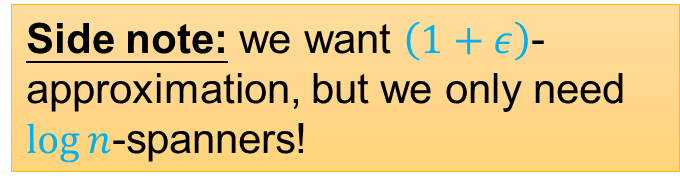 Side note: we want (1 + ϵ)-
approximation, but we only need
log n-spanners!